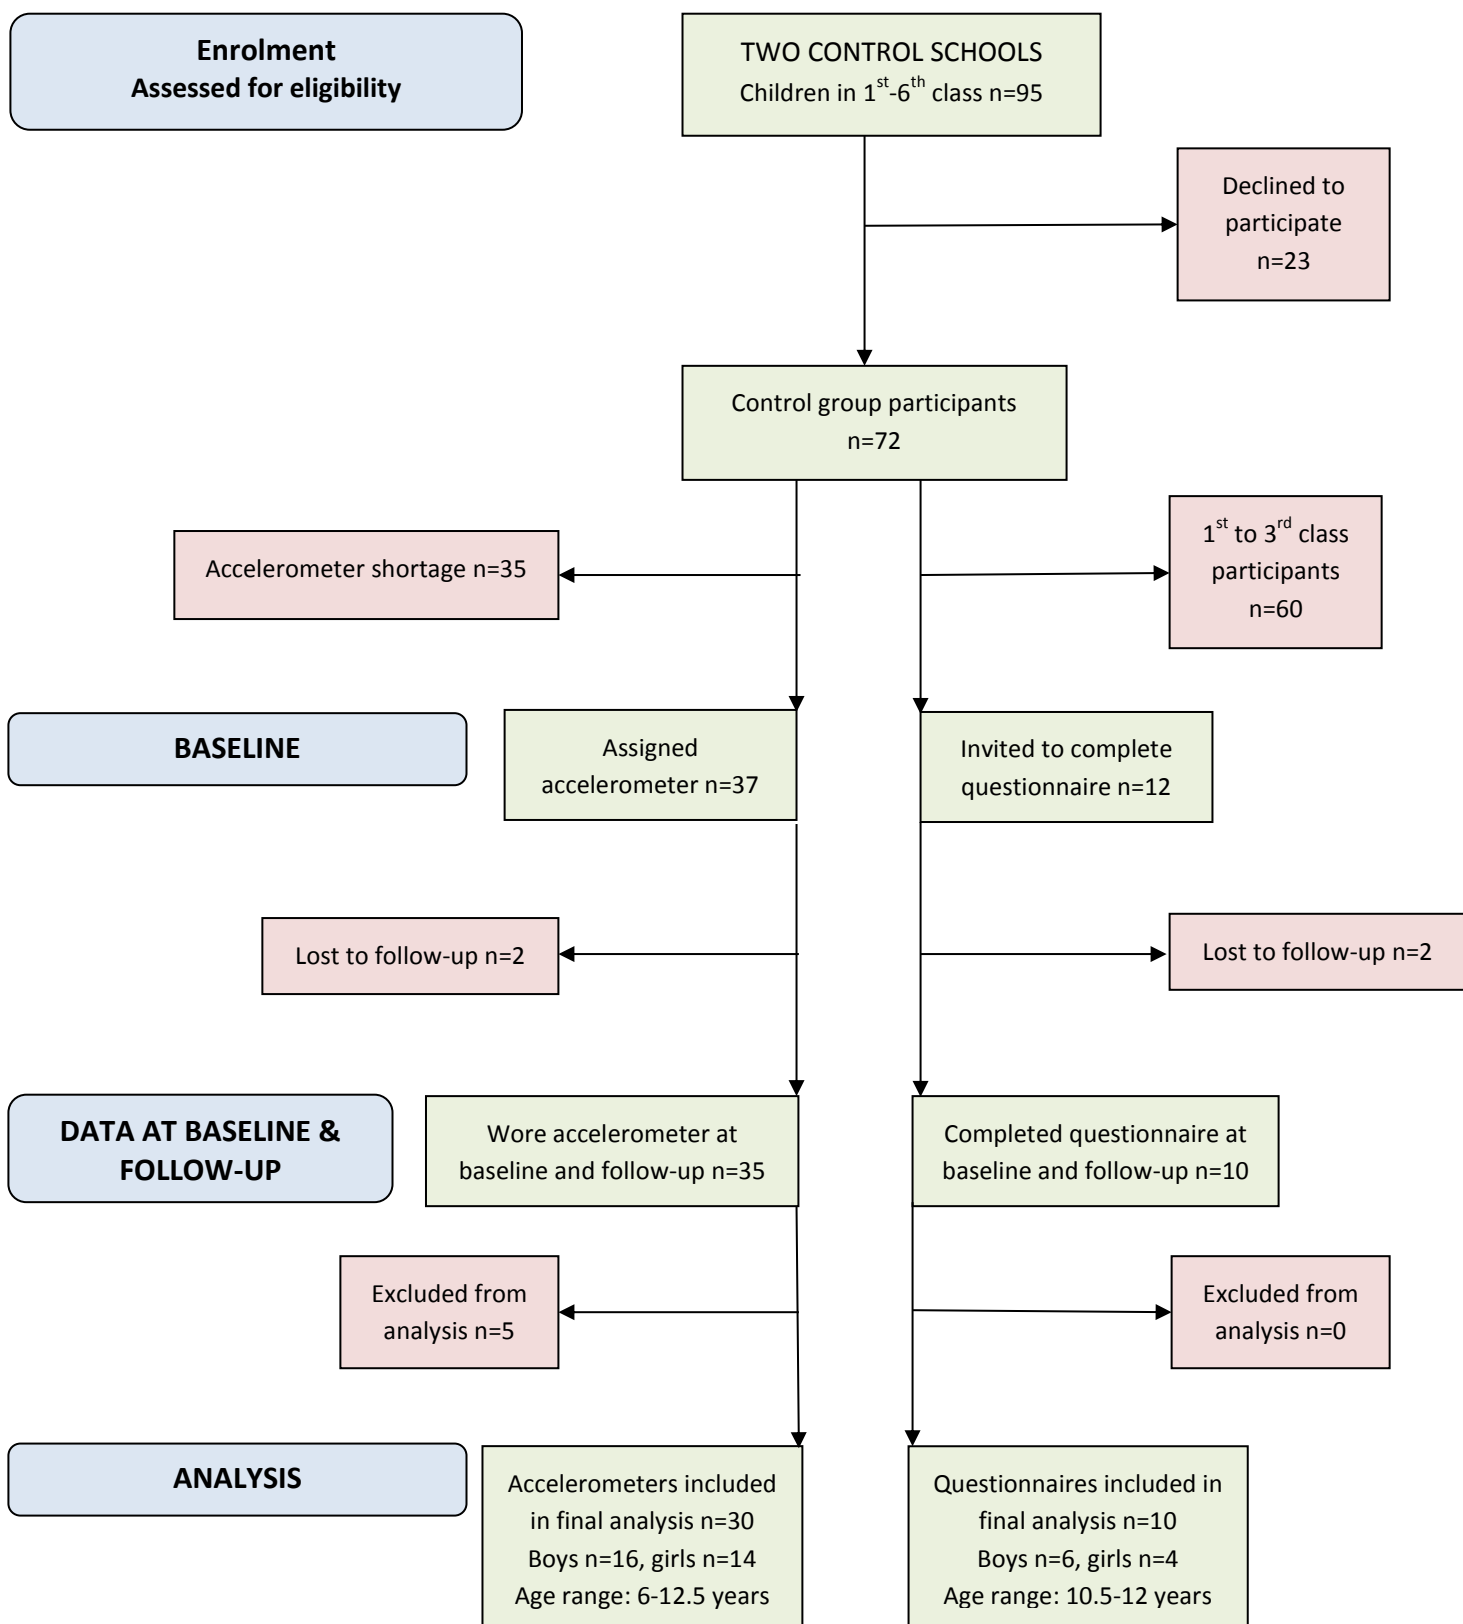 Enrolment
Assessed for eligibility
TWO CONTROL SCHOOLS
Children in 1st-6th class n=95
Declined to
participate
n=23
Control group participants
n=72
Accelerometer shortage n=35
1st to 3rd class
participants
n=60
BASELINE
Assigned
accelerometer n=37
Invited to complete
questionnaire n=12
Lost to follow-up n=2
Lost to follow-up n=2
DATA AT BASELINE &
FOLLOW-UP
Wore accelerometer at
baseline and follow-up n=35
Completed questionnaire at
baseline and follow-up n=10
Excluded from
analysis n=5
Excluded from
analysis n=0
ANALYSIS
Accelerometers included
in final analysis n=30
Boys n=16, girls n=14
Age range: 6-12.5 years
Questionnaires included in
final analysis n=10
Boys n=6, girls n=4
Age range: 10.5-12 years